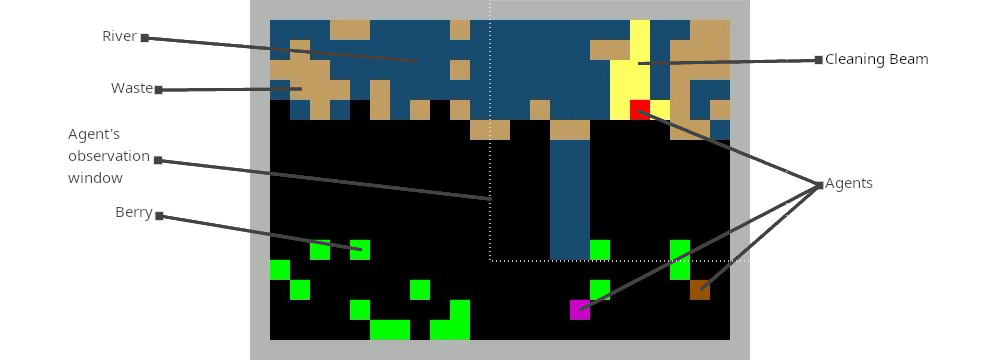 River
Waste
Agent's
observation
window
Berry
Cleaning Beam
Agents